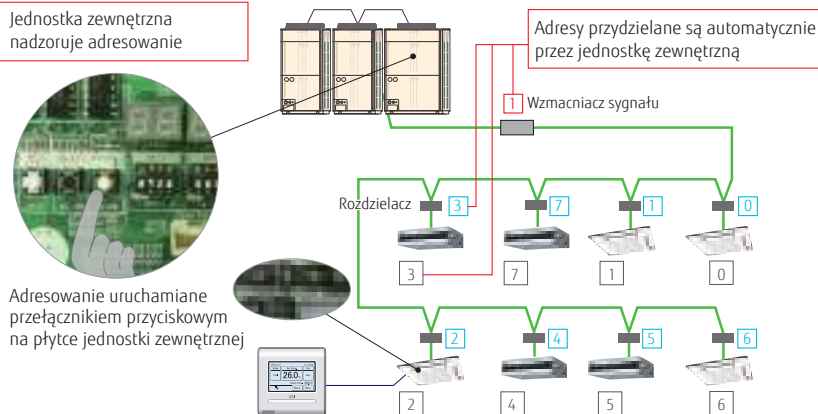 Jednostka zewnętrzna
nadzoruje adresowanie
Adresy przydzielane są automatycznie
przez jednostkę zewnętrzną
1 Wzmacniacz sygnału
Rozdzielacz
3
7
1
0
3
7
1
0
Adresowanie uruchamiane
przełącznikiem przyciskowym
na płytce jednostki zewnętrznej
2
4
5
6
26.0
2
4
5
6